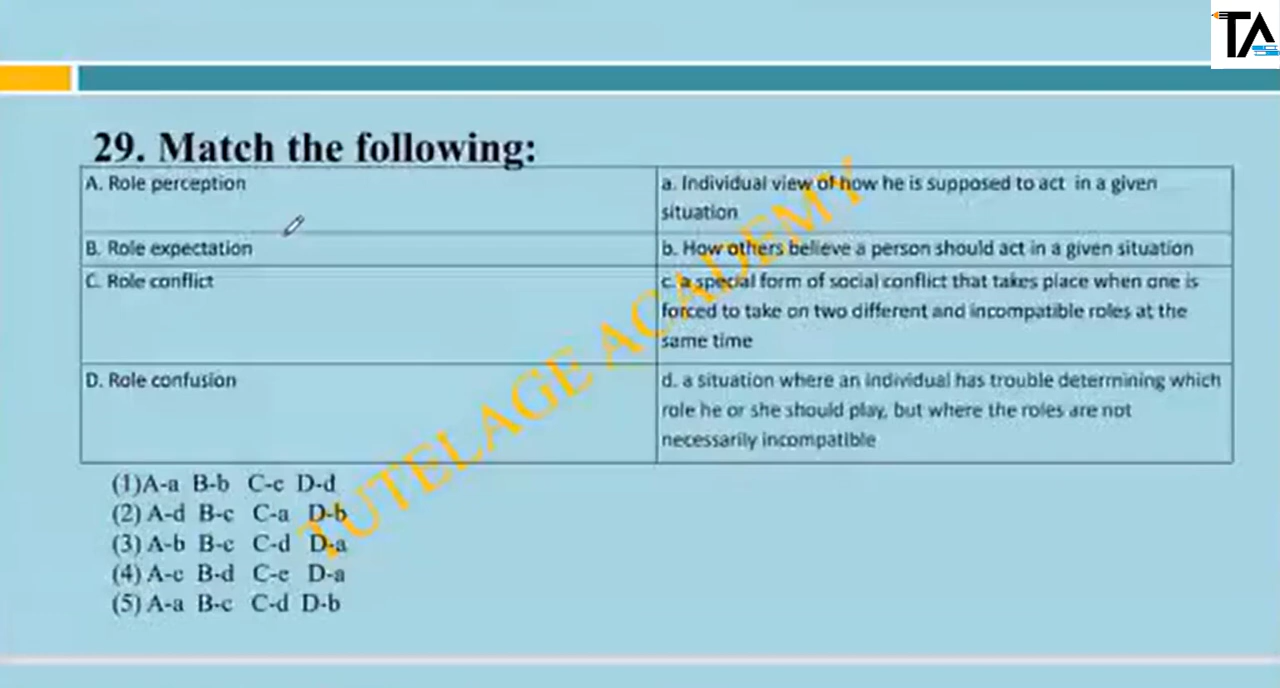 TA
29. Match the following:
A. Role perception
a. Individual view of how he is supposed to act in a given
situation
B. Role expectation
b. How others believe a person should act in a given situation
C. Role conflict
c. a special form of social conflict that takes place when one is
forced to take on two different and incompatible roles at the
same time
D. Role confusion
d. a situation where an individual has trouble determining which
role he or she should play, but where the roles are not
necessarily incompatible
TUTELAGE ACADEMY
(1)A-a B-b C-c D-d
(2) A-d B-c C-a D-b
(3) A-b B-c C-d D-a
(4) A-c B-d C-e D-a
(5) A-a B-c C-d D-b